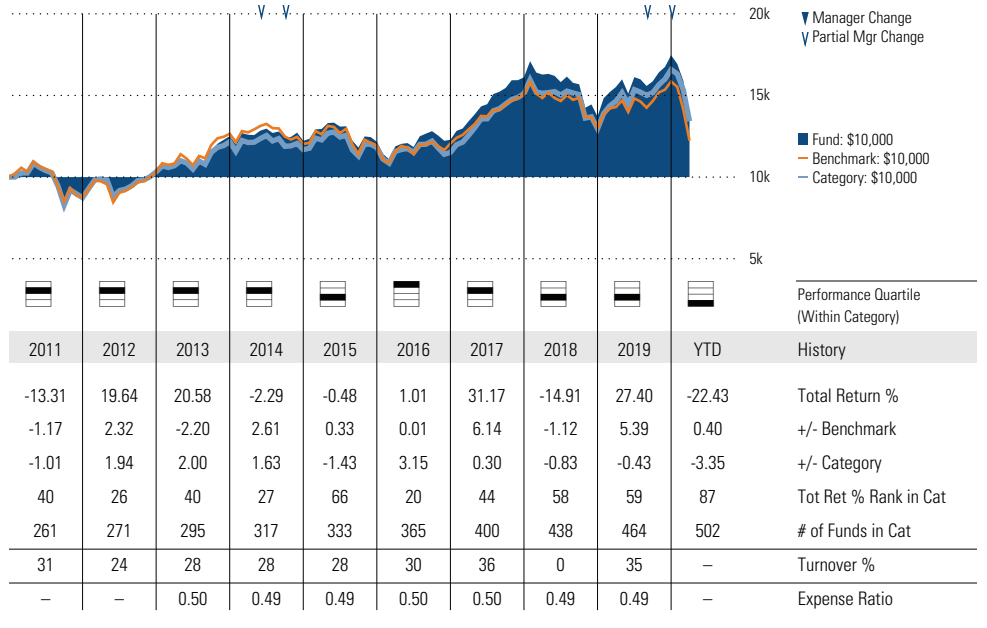 20k
15k
10k
5k
Manager Change
Partial Mgr Change
Fund: $10,000
Benchmark: $10,000
Category: $10,000
Performance Quartile
(Within Category)
2011 2012 2013 2014 2015 2016 2017 2018 2019 YTD History
-13.31 19.64 20.58 -2.29 -0.48 1.01 31.17 -14.91 27.40 -22.43 Total Return %
-1.17 2.32 -2.20 2.61 0.33 0.01 6.14 -1.12 5.39 0.40 +/- Benchmark
-1.01 1.94 2.00 1.63 -1.43 3.15 0.30 -0.83 -0.43 -3.35 +/- Category
40 26 40 27 66 20 44 58 59 87 Tot Ret % Rank in Cat
261 271 295 317 333 365 400 438 464 502 # of Funds in Cat
31 24 28 28 28 30 36 0 35 – Turnover %
– – 0.50 0.49 0.49 0.50 0.50 0.49 0.49 – Expense Ratio